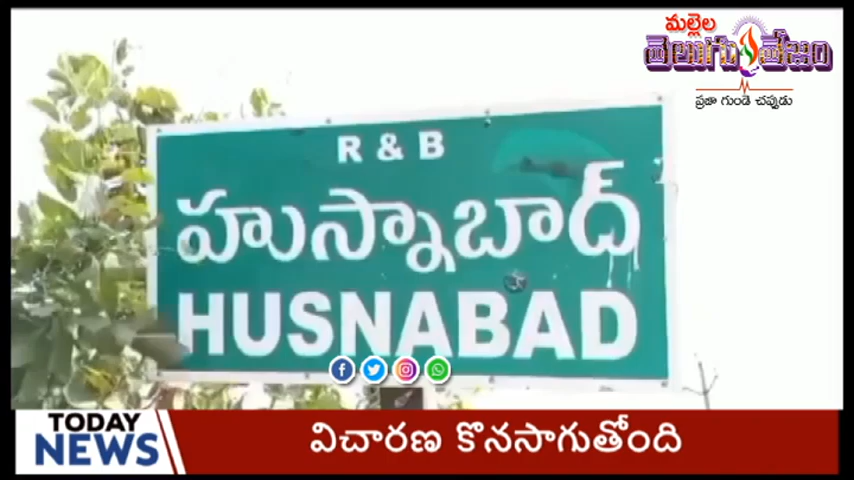 మల్లెల
తెలుగు తేజం
ప్రజా గుండె చప్పుడు
R & B
హుస్నాబాద్
HUSNABAD
TODAY
NEWS
విచారణ కొనసాగుతోంది